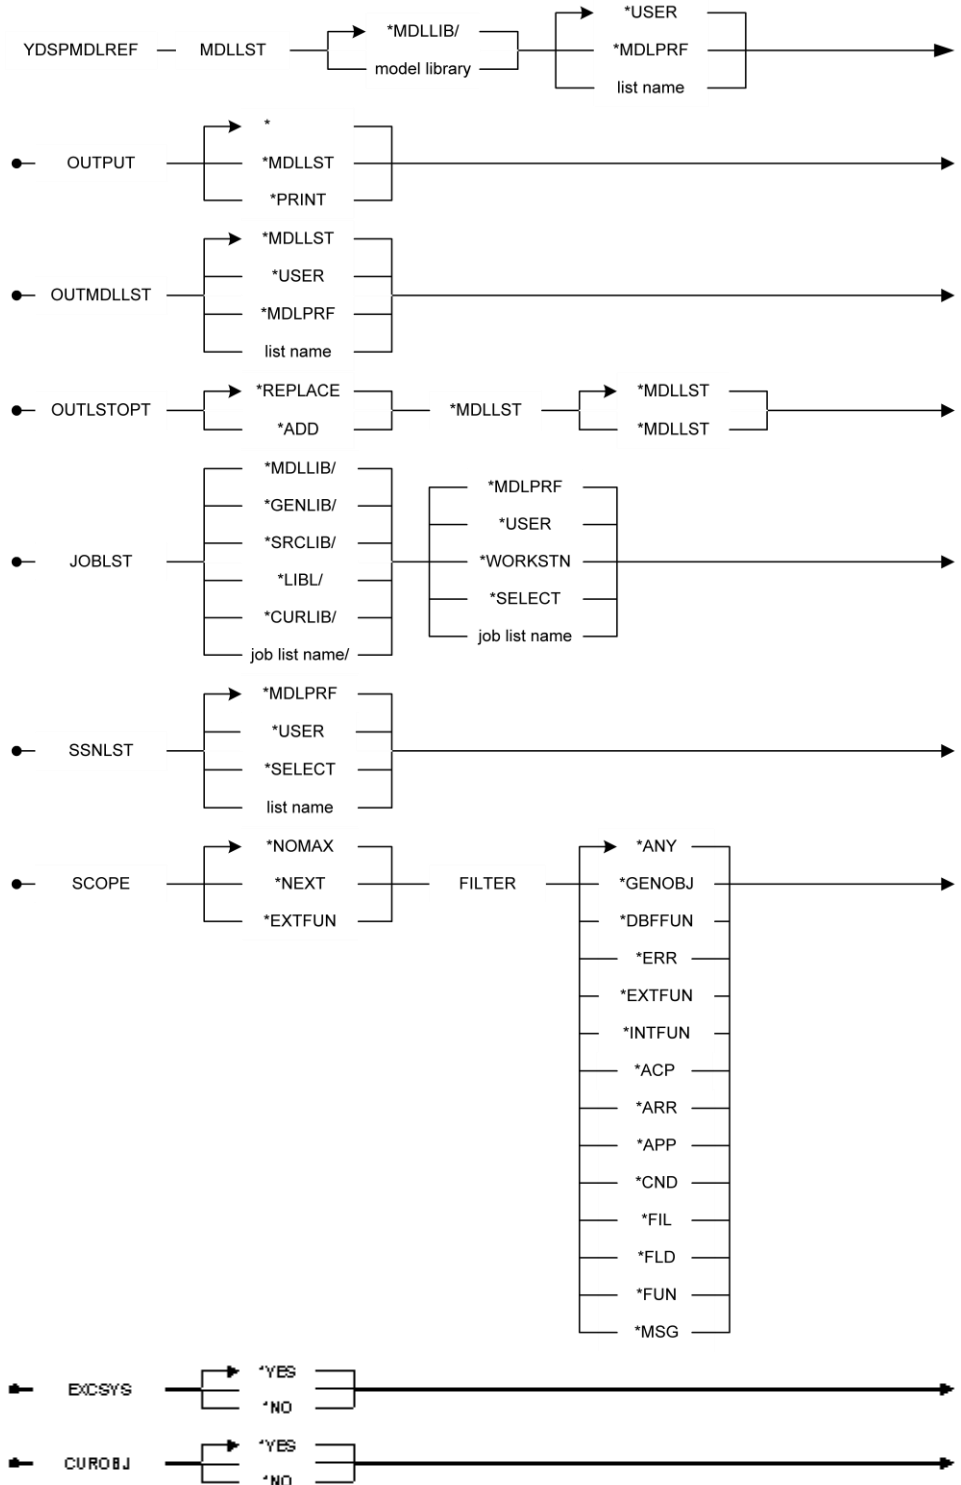 *USER
*MDLLIB/
YDSPMDLREF MDLLST *MDLPRF
model library
list name
*
OUTPUT *MDLLST
*PRINT
*MDLLST
*USER
OUTMDLLST
*MDLPRF
list name
*REPLACE *MDLLST
OUTLSTOPT *MDLLST
*ADD *MDLLST
*MDLLIB/
*MDLPRF
*GENLIB/
*USER
*SRCLIB/
JOBLST *WORKSTN
*LIBL/
*SELECT
*CURLIB/
job list name
job list name/
*MDLPRF
*USER
SSNLST
*SELECT
list name
*NOMAX *ANY
SCOPE *NEXT FILTER *GENOBJ
*EXTFUN *DBFFUN
*ERR
*EXTFUN
*INTFUN
*ACP
*ARR
*APP
*CND
*FIL
*FLD
*FUN
*MSG
*YES
EXCSYS
*NO
*YES
CUROBJ
*NO